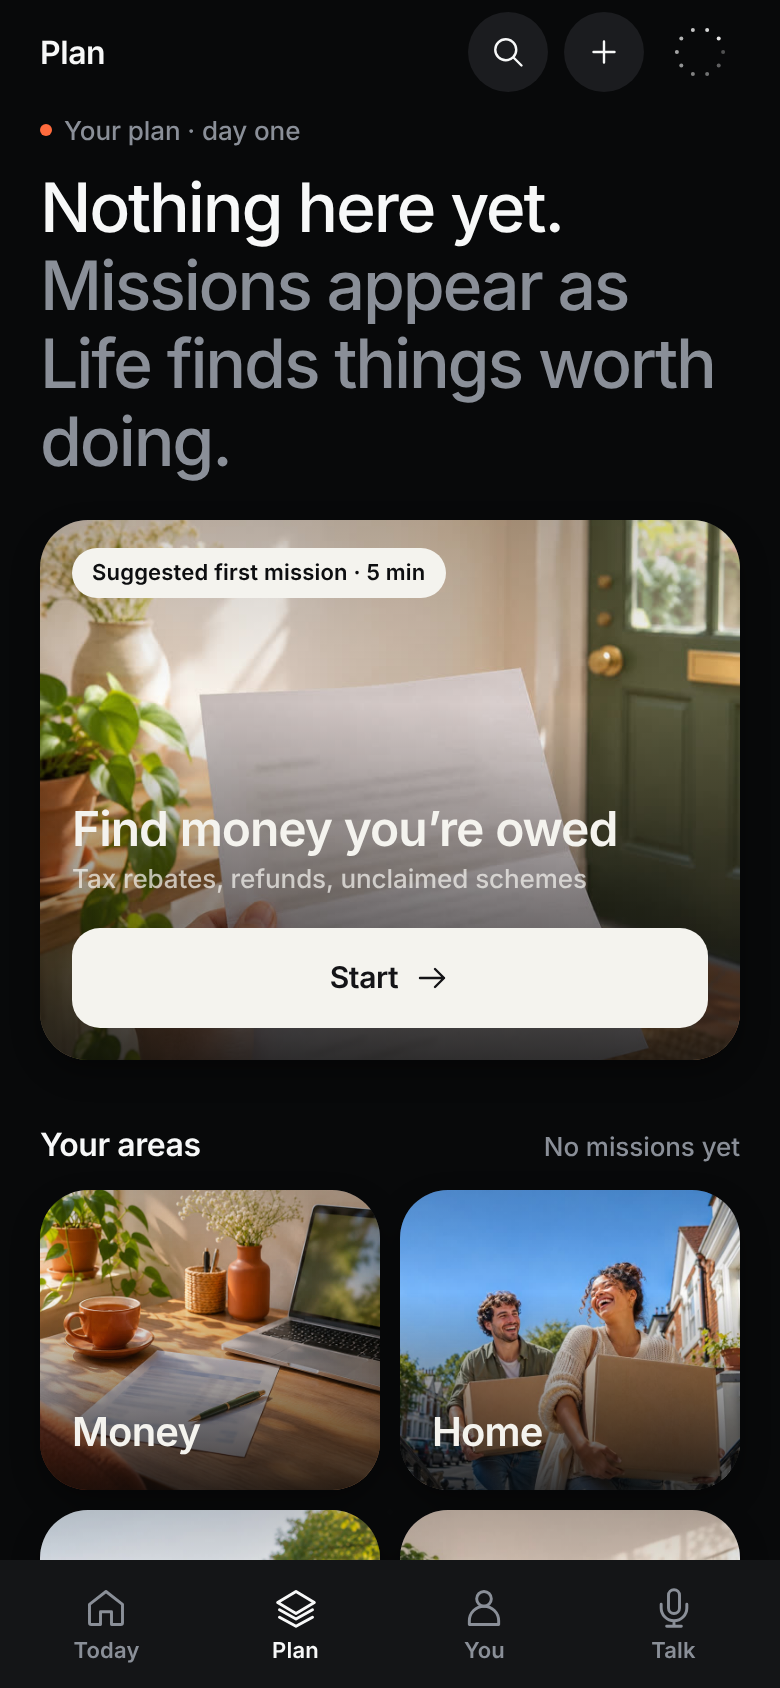 Plan
Your plan · day one
Nothing here yet.
Missions appear as
Life finds things worth
doing.
Suggested first mission · 5 min
Find money you’re owed
Tax rebates, refunds, unclaimed schemes
Start →
Your areas
No missions yet
Money
Home
Today
Plan
You
Talk